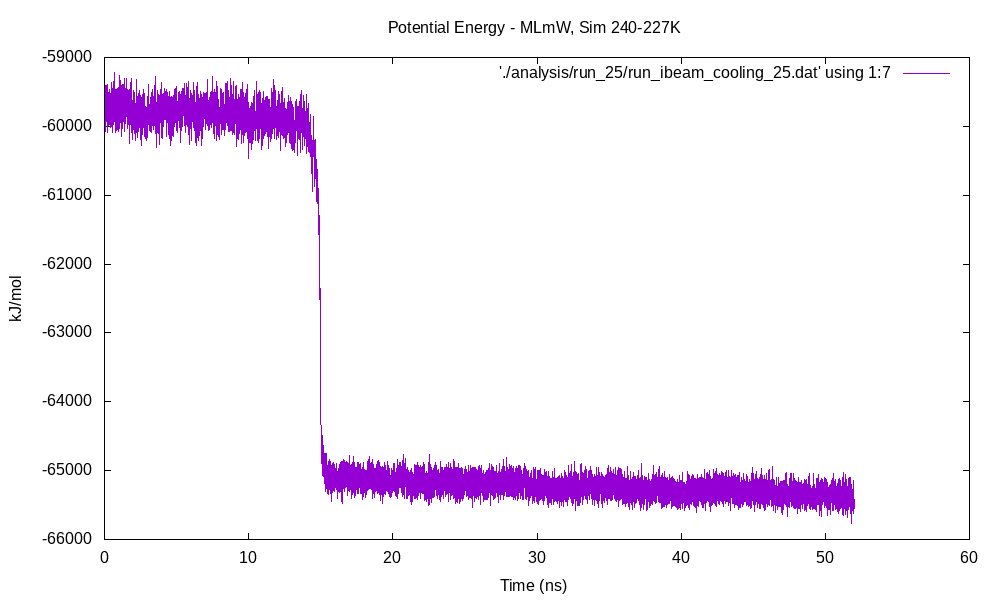 Potential Energy - MLmW, Sim 240-227K
'./analysis/run_25/run_ibeam_cooling_25.dat' using 1:7
-59000
-60000
-61000
-62000
-63000
-64000
-65000
-66000
kJ/mol
0 10 20 30 40 50 60
Time (ns)